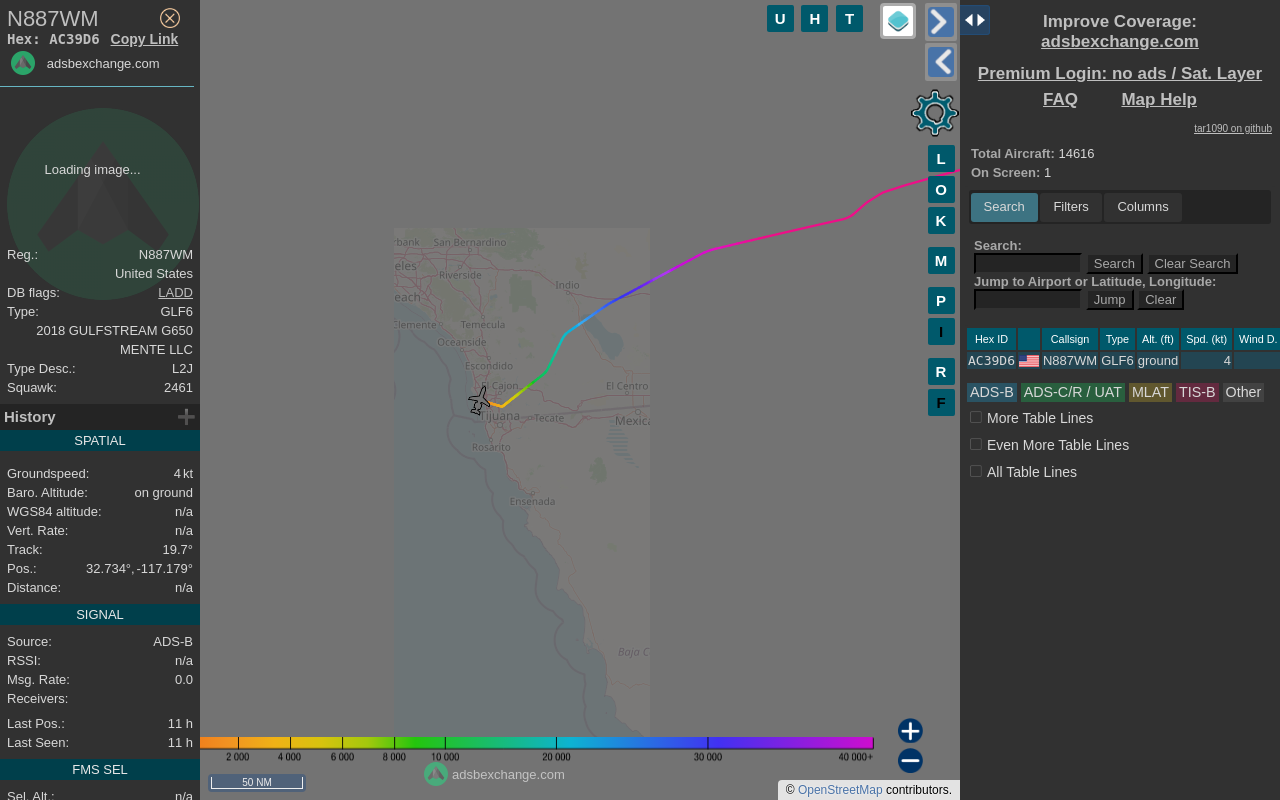 N887WM
Hex: AC39D6 Copy Link
adsbexchange.com
Loading image...
Reg.: N887WM
United States
DB flags: LADD
Type: GLF6
2018 GULFSTREAM G650
MENTE LLC
Type Desc.: L2J
Squawk: 2461
History
SPATIAL
Groundspeed: 4 kt
Baro. Altitude: on ground
WGS84 altitude: n/a
Vert. Rate: n/a
Track: 19.7°
Pos.: 32.734°, -117.179°
Distance: n/a
SIGNAL
Source: ADS-B
RSSI: n/a
Msg. Rate: 0.0
Receivers:
Last Pos.: 11 h
Last Seen: 11 h
FMS SEL
Sel. Alt.: n/a
U H T
L
O
K
M
P
I
R
F
rbank San Bernardino
eles
Riverside
each
Indio
Clemente Temecula
Oceanside
Escondido
El Cajon El Centro
Tijuana Tecate Mexica
Rosarito
Ensenada
Baja C
2 000 4 000 6 000 8 000 10 000 20 000 30 000 40 000+
50 NM
adsbexchange.com
© OpenStreetMap contributors.
Improve Coverage:
adsbexchange.com
Premium Login: no ads / Sat. Layer
FAQ Map Help
tar1090 on github
Total Aircraft: 14616
On Screen: 1
Search Filters Columns
Search:
Search Clear Search
Jump to Airport or Latitude, Longitude:
Jump Clear
Hex ID Callsign Type Alt. (ft) Spd. (kt) Wind D.
AC39D6 N887WM GLF6 ground 4
ADS-B ADS-C/R / UAT MLAT TIS-B Other
More Table Lines
Even More Table Lines
All Table Lines